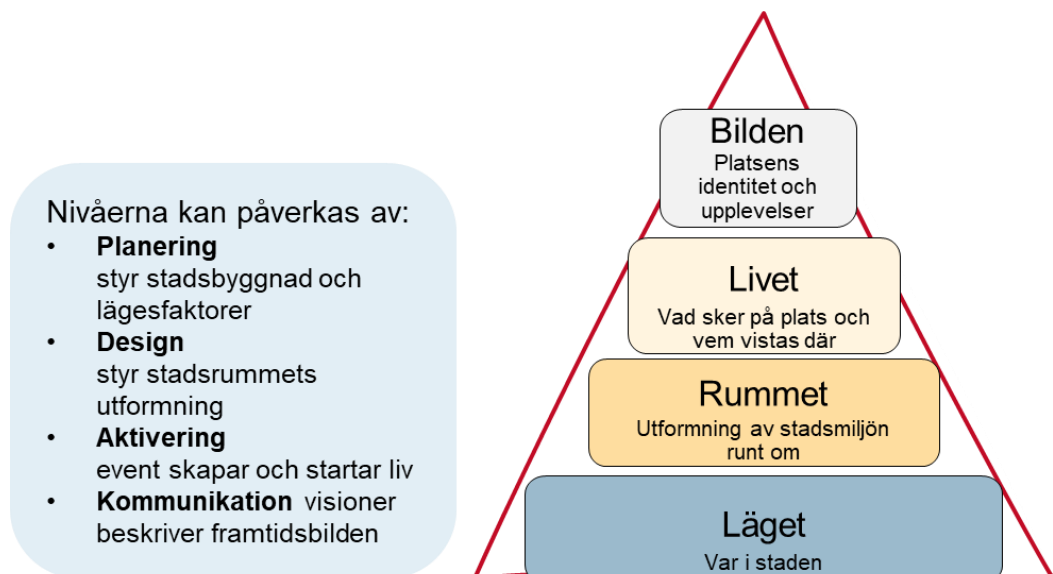 Nivåerna kan påverkas av:
• Planering
styr stadsbyggnad och
lägesfaktorer
• Design
styr stadsrummets
utformning
• Aktivering
event skapar och startar liv
• Kommunikation visioner
beskriver framtidsbilden
Bilden
Platsens
identitet och
upplevelser
Livet
Vad sker på plats och
vem vistas där
Rummet
Utformning av stadsmiljön
runt om
Läget
Var i staden